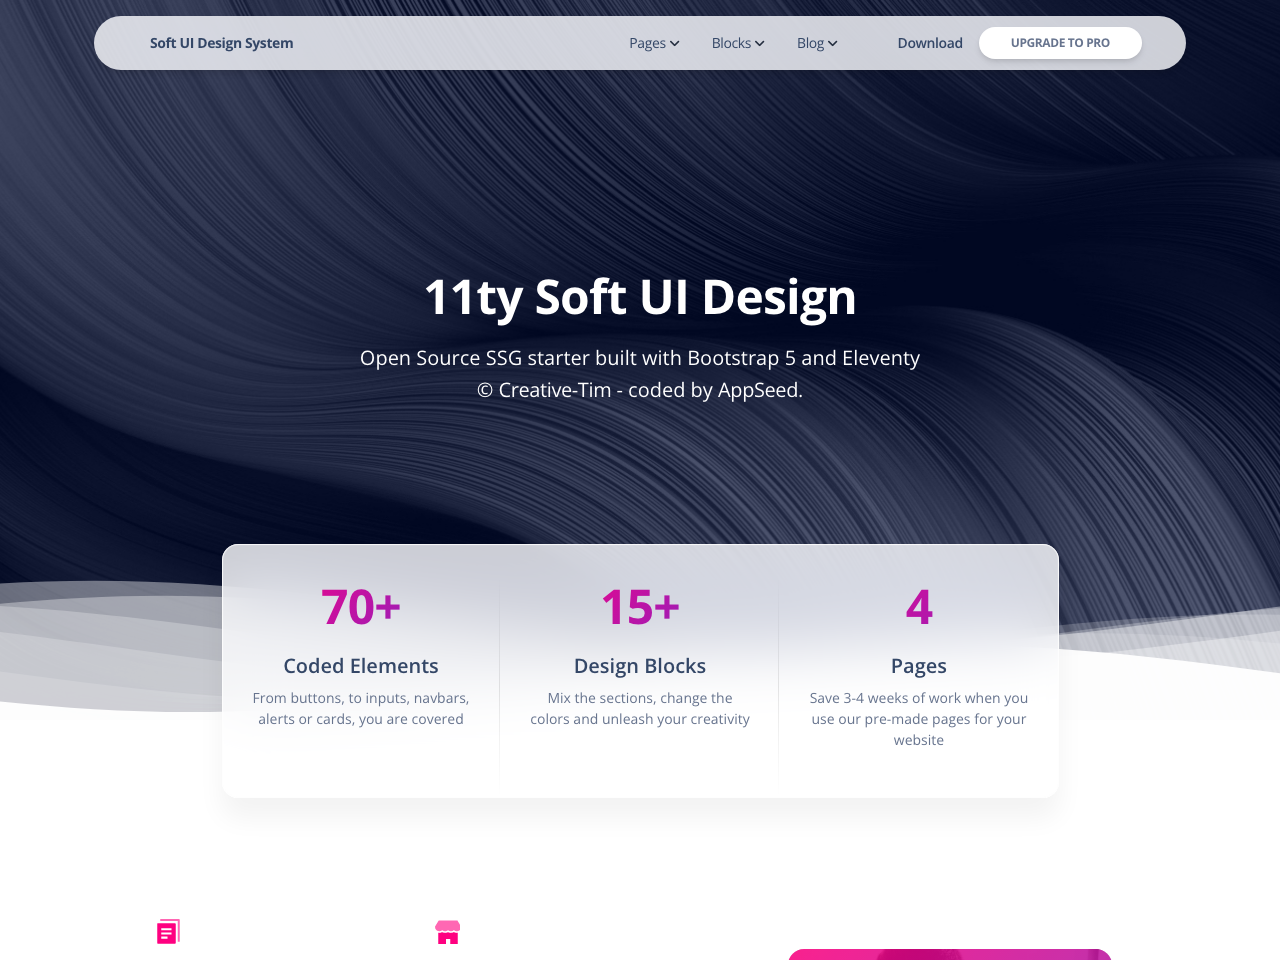 Soft UI Design System
Pages
Blocks
Blog
Download
UPGRADE TO PRO
11ty Soft UI Design
Open Source SSG starter built with Bootstrap 5 and Eleventy
© Creative-Tim - coded by AppSeed.
70+
Coded Elements
From buttons, to inputs, navbars,
alerts or cards, you are covered
15+
Design Blocks
Mix the sections, change the
colors and unleash your creativity
4
Pages
Save 3-4 weeks of work when you
use our pre-made pages for your
website